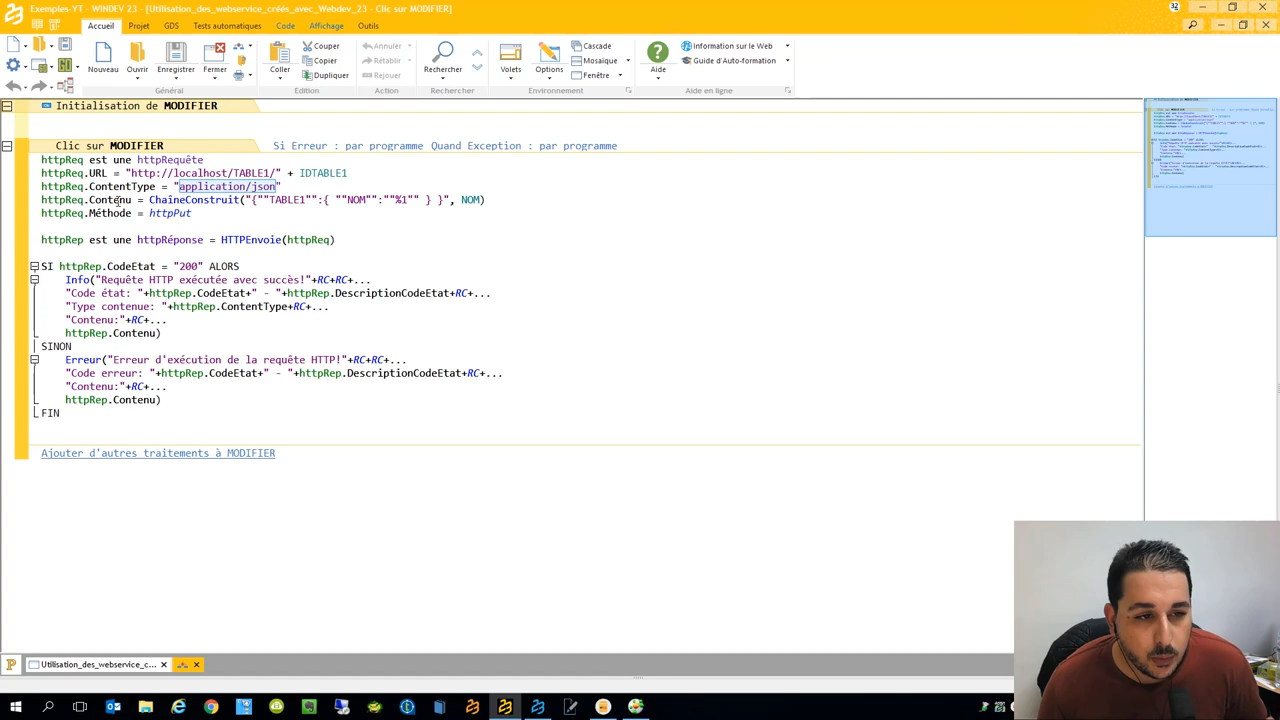 Exemples-YT - WINDEV 23 - [Utilisation_des_webservice_créés_avec_Webdev_23 - Clic sur MODIFIER]
32
Accueil Projet GDS Tests automatiques Code Affichage Outils
Nouveau Ouvrir Enregistrer Fermer
Général
Coller
Couper
Copier
Dupliquer
Edition
Annuler
Rétablir
Rejouer
Action
Rechercher
Rechercher
Volets Options
Cascade
Mosaïque
Fenêtre
Environnement
Aide
Information sur le Web
Guide d'Auto-formation
Aide en ligne
Initialisation de MODIFIER
Clic sur MODIFIER Si Erreur : par programme Quand Exception : par programme
httpReq est une httpRequête
httpReq.URL = "http://localhost/TABLE1/" + IDTABLE1
httpReq.ContentType = "application/json"
httpReq.Contenu = ChaîneConstruit("{""TABLE1"":{ ""NOM"":""%1"" } }", NOM)
httpReq.Méthode = httpPut
httpRep est une httpRéponse = HTTPEnvoie(httpReq)
SI httpRep.CodeEtat = "200" ALORS
Info("Requête HTTP exécutée avec succès!"+RC+RC+...
"Code état: "+httpRep.CodeEtat+" - "+httpRep.DescriptionCodeEtat+RC+...
"Type contenue: "+httpRep.ContentType+RC+...
"Contenu:"+RC+...
httpRep.Contenu)
SINON
Erreur("Erreur d'exécution de la requête HTTP!"+RC+RC+...
"Code erreur: "+httpRep.CodeEtat+" - "+httpRep.DescriptionCodeEtat+RC+...
"Contenu:"+RC+...
httpRep.Contenu)
FIN
Ajouter d'autres traitements à MODIFIER
Utilisation_des_webservice_c...